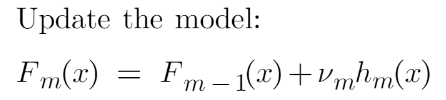 Update the model:
F_m(x) = F_{m-1}(x) + ν_m h_m(x)